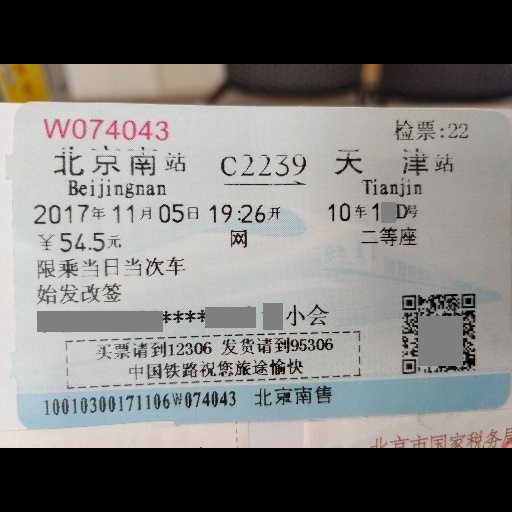 W074043 检票:22
北京南站 C2239 天津站
Beijingnan Tianjin
2017年11月05日 19:26开 10车1 D号
￥54.5元 网 二等座
限乘当日当次车
始发改签
**** 小会
买票请到12306 发货请到95306
中国铁路祝您旅途愉快
10010300171106W074043 北京南售
北京市国家税务局